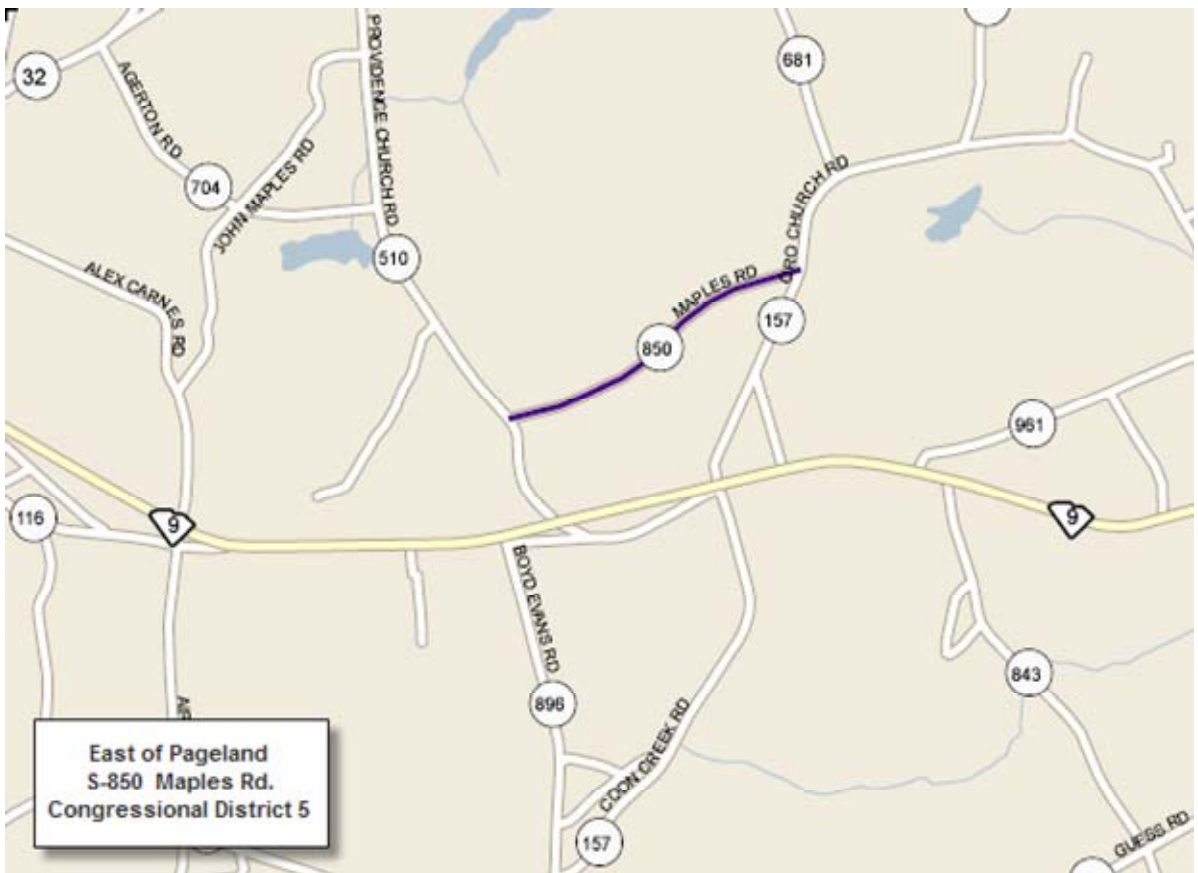 PROVIDENCE CHURCH RD
681
32
AGERTON RD
704
JOHN MAPLES RD
510
ORO CHURCH RD
ALEX CARNES RD
MAPLES RD
157
850
961
116
9
9
BOYD EVANS RD
843
896
COON CREEK RD
East of Pageland
S-850 Maples Rd.
Congressional District 5
157
GUESS RD